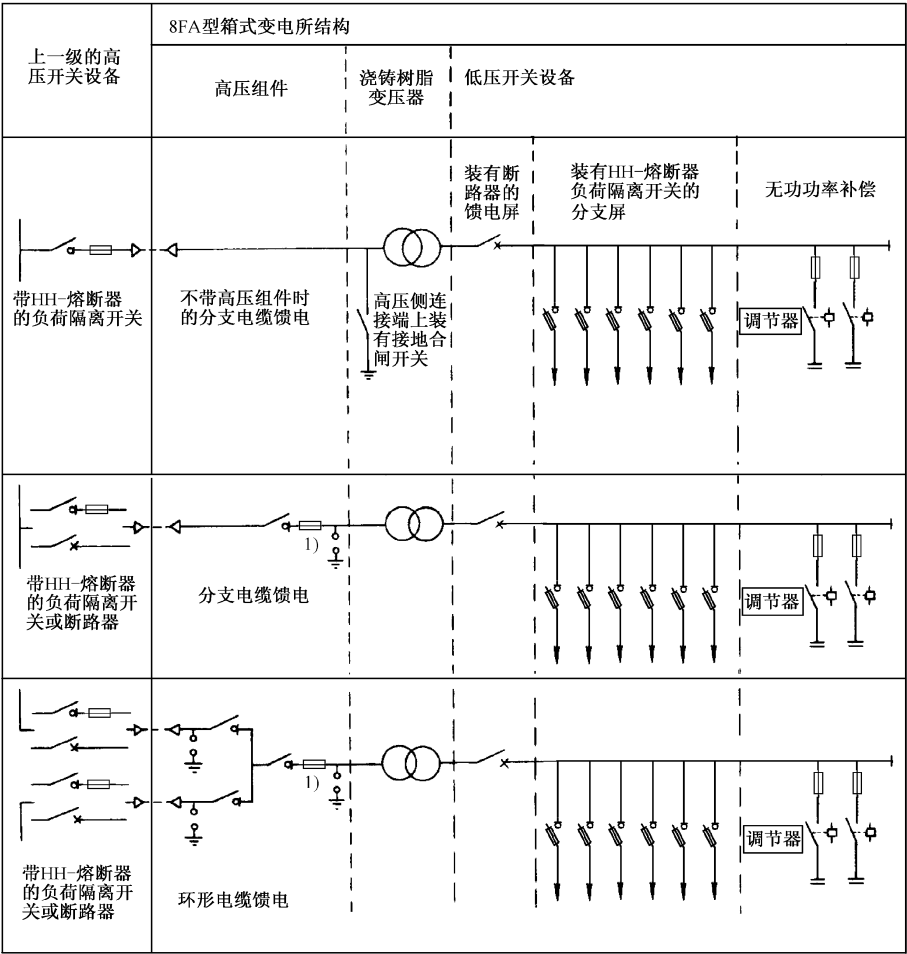 8FA型箱式变电所结构
上一级的高
压开关设备
高压组件
浇铸树脂
变压器
低压开关设备
装有断
路器的
馈电屏
装有HH-熔断器
负荷隔离开关的
分支屏
无功功率补偿
带HH-熔断器
的负荷隔离开关
不带高压组件时
的分支电缆馈电
高压侧连
接端上装
有接地合
闸开关
调节器
1)
带HH-熔断器
的负荷隔离开
关或断路器
分支电缆馈电
调节器
1)
带HH-熔断器
的负荷隔离开
关或断路器
环形电缆馈电
调节器